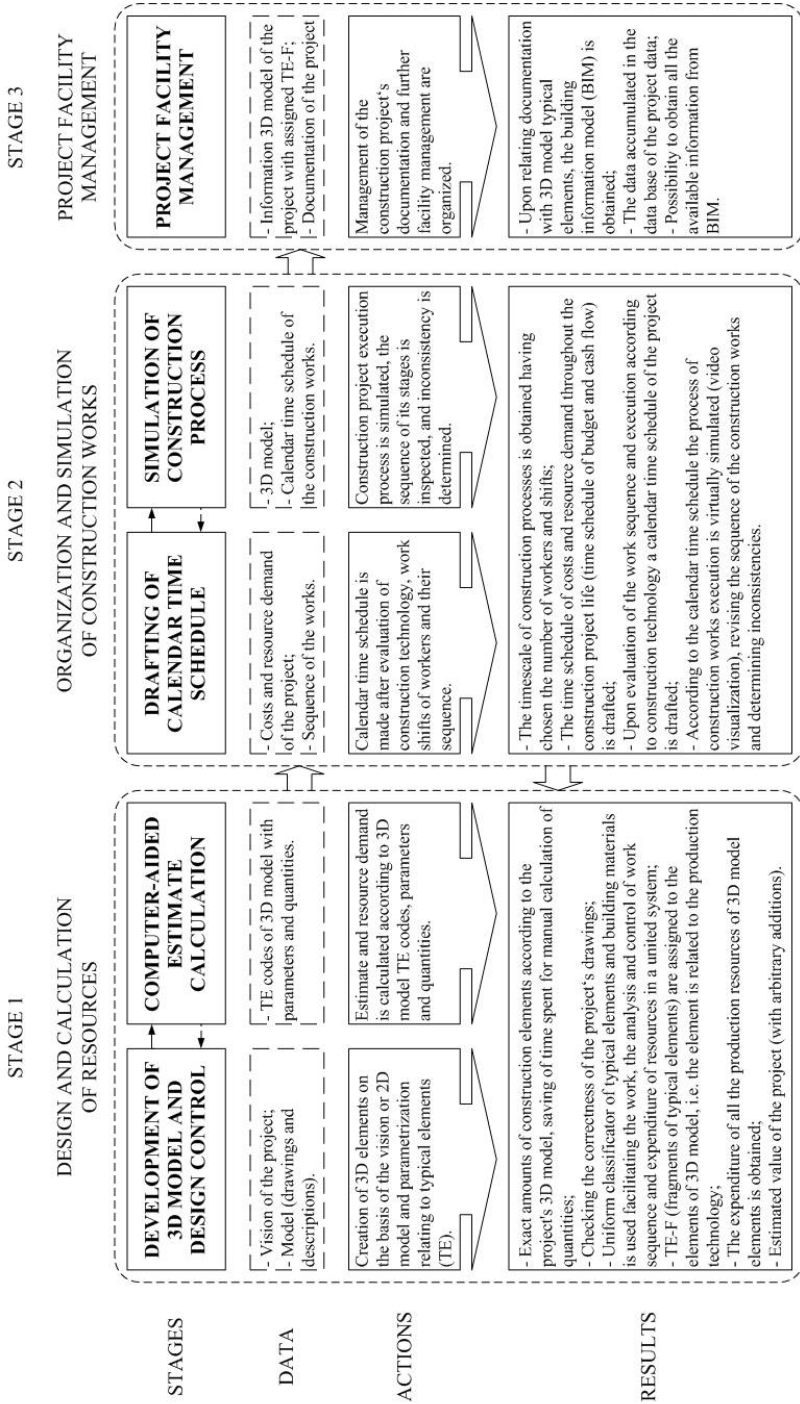 STAGE 1
STAGE 2
STAGE 3
DESIGN AND CALCULATION
OF RESOURCES
ORGANIZATION AND SIMULATION
OF CONSTRUCTION WORKS
PROJECT FACILITY
MANAGEMENT
STAGES
DEVELOPMENT OF
3D MODEL AND
DESIGN CONTROL
COMPUTER-AIDED
ESTIMATE
CALCULATION
DRAFTING OF
CALENDAR TIME
SCHEDULE
SIMULATION OF
CONSTRUCTION
PROCESS
PROJECT FACILITY
MANAGEMENT
DATA
- Vision of the project;
- Model (drawings and
descriptions).
- TE codes of 3D model with
parameters and quantities.
- Costs and resource demand
of the project;
- Sequence of the works.
- 3D model;
- Calendar time schedule of
the construction works.
- Information 3D model of the
project with assigned TE-F;
- Documentation of the project
ACTIONS
Creation of 3D elements on
the basis of the vision or 2D
model and parametrization
relating to typical elements
(TE).
Estimate and resource demand
is calculated according to 3D
model TE codes, parameters
and quantities.
Calendar time schedule is
made after evaluation of
construction technology, work
shifts of workers and their
sequence.
Construction project execution
process is simulated, the
sequence of its stages is
inspected, and inconsistency is
determined.
Management of the
construction project's
documentation and further
facility management are
organized.
RESULTS
- Exact amounts of construction elements according to the
project's 3D model, saving of time spent for manual calculation of
quantities;
- Checking the correctness of the project's drawings;
- Uniform classificator of typical elements and building materials
is used facilitating the work, the analysis and control of work
sequence and expenditure of resources in a united system;
- TE-F (fragments of typical elements) are assigned to the
elements of 3D model, i.e. the element is related to the production
technology;
- The expenditure of all the production resources of 3D model
elements is obtained;
- Estimated value of the project (with arbitrary additions).
- The timescale of construction processes is obtained having
chosen the number of workers and shifts;
- The time schedule of costs and resource demand throughout the
construction project life (time schedule of budget and cash flow)
is drafted;
- Upon evaluation of the work sequence and execution according
to construction technology a calendar time schedule of the project
is drafted;
- According to the calendar time schedule the process of
construction works execution is virtually simulated (video
visualization), revising the sequence of the construction works
and determining inconsistencies.
- Upon relating documentation
with 3D model typical
elements, the building
information model (BIM) is
obtained;
- The data accumulated in the
data base of the project data;
- Possibility to obtain all the
available information from
BIM.